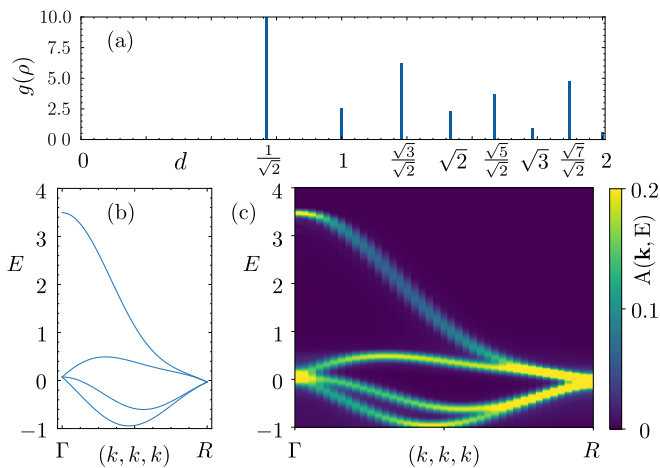 10.0
7.5
5.0
2.5
0.0
g(ρ)
(a)
0 d 1/√2 1 √3/√2 √2 √5/√2 √3 √7/√2 2
(b)
4
3
2
1
0
−1
E
Γ (k, k, k) R
(c)
4
3
2
1
0
−1
E
Γ (k, k, k) R
0.2
0.1
0
A(k, E)